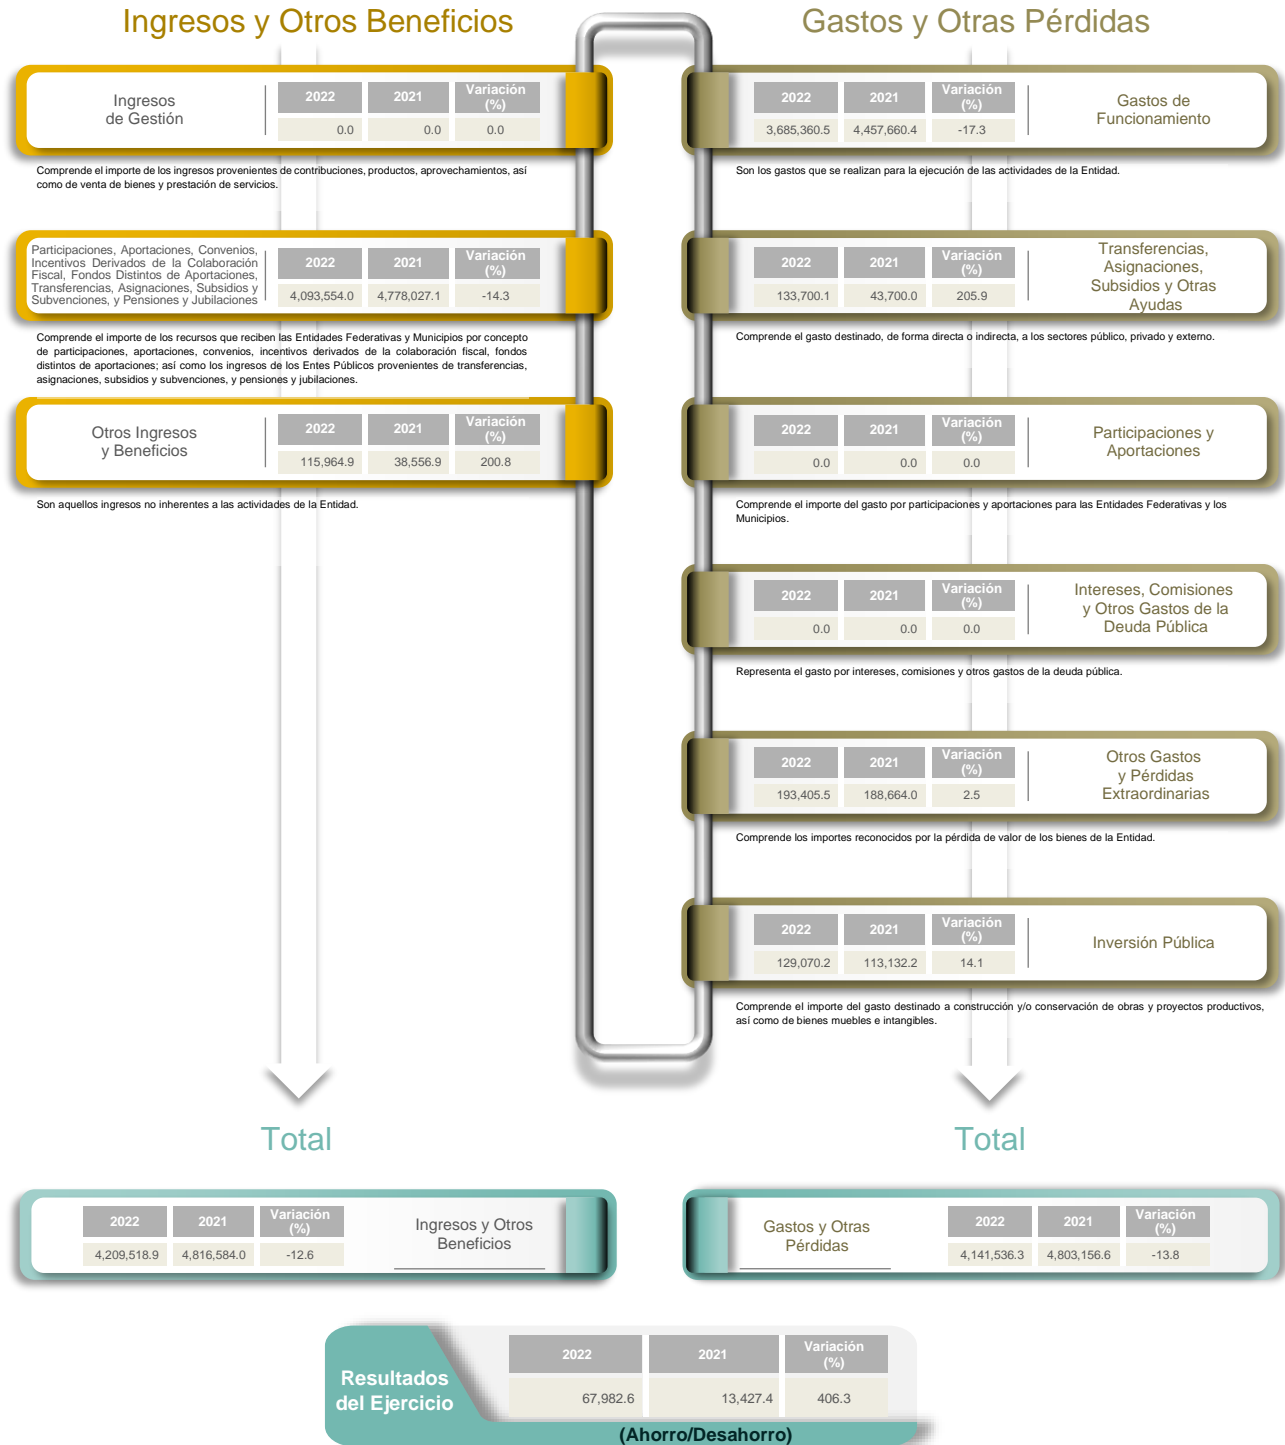 Ingresos y Otros Beneficios
Ingresos
de Gestión
2022 2021 Variación
(%)
0.0 0.0 0.0
Comprende el importe de los ingresos provenientes de contribuciones, productos, aprovechamientos, así
como de venta de bienes y prestación de servicios.
Participaciones, Aportaciones, Convenios,
Incentivos Derivados de la Colaboración
Fiscal, Fondos Distintos de Aportaciones,
Transferencias, Asignaciones, Subsidios y
Subvenciones, y Pensiones y Jubilaciones
2022 2021 Variación
(%)
4,093,554.0 4,778,027.1 -14.3
Comprende el importe de los recursos que reciben las Entidades Federativas y Municipios por concepto
de participaciones, aportaciones, convenios, incentivos derivados de la colaboración fiscal, fondos
distintos de aportaciones; así como los ingresos de los Entes Públicos provenientes de transferencias,
asignaciones, subsidios y subvenciones, y pensiones y jubilaciones.
Otros Ingresos
y Beneficios
2022 2021 Variación
(%)
115,964.9 38,556.9 200.8
Son aquellos ingresos no inherentes a las actividades de la Entidad.
Total
2022 2021 Variación
(%)
4,209,518.9 4,816,584.0 -12.6
Ingresos y Otros
Beneficios
Gastos y Otras Pérdidas
2022 2021 Variación
(%)
3,685,360.5 4,457,660.4 -17.3
Gastos de
Funcionamiento
Son los gastos que se realizan para la ejecución de las actividades de la Entidad.
2022 2021 Variación
(%)
133,700.1 43,700.0 205.9
Transferencias,
Asignaciones,
Subsidios y Otras
Ayudas
Comprende el gasto destinado, de forma directa o indirecta, a los sectores público, privado y externo.
2022 2021 Variación
(%)
0.0 0.0 0.0
Participaciones y
Aportaciones
Comprende el importe del gasto por participaciones y aportaciones para las Entidades Federativas y los
Municipios.
2022 2021 Variación
(%)
0.0 0.0 0.0
Intereses, Comisiones
y Otros Gastos de la
Deuda Pública
Representa el gasto por intereses, comisiones y otros gastos de la deuda pública.
2022 2021 Variación
(%)
193,405.5 188,664.0 2.5
Otros Gastos
y Pérdidas
Extraordinarias
Comprende los importes reconocidos por la pérdida de valor de los bienes de la Entidad.
2022 2021 Variación
(%)
129,070.2 113,132.2 14.1
Inversión Pública
Comprende el importe del gasto destinado a construcción y/o conservación de obras y proyectos productivos,
así como de bienes muebles e intangibles.
Total
Gastos y Otras
Pérdidas
2022 2021 Variación
(%)
4,141,536.3 4,803,156.6 -13.8
Resultados
del Ejercicio
2022 2021 Variación
(%)
67,982.6 13,427.4 406.3
(Ahorro/Desahorro)